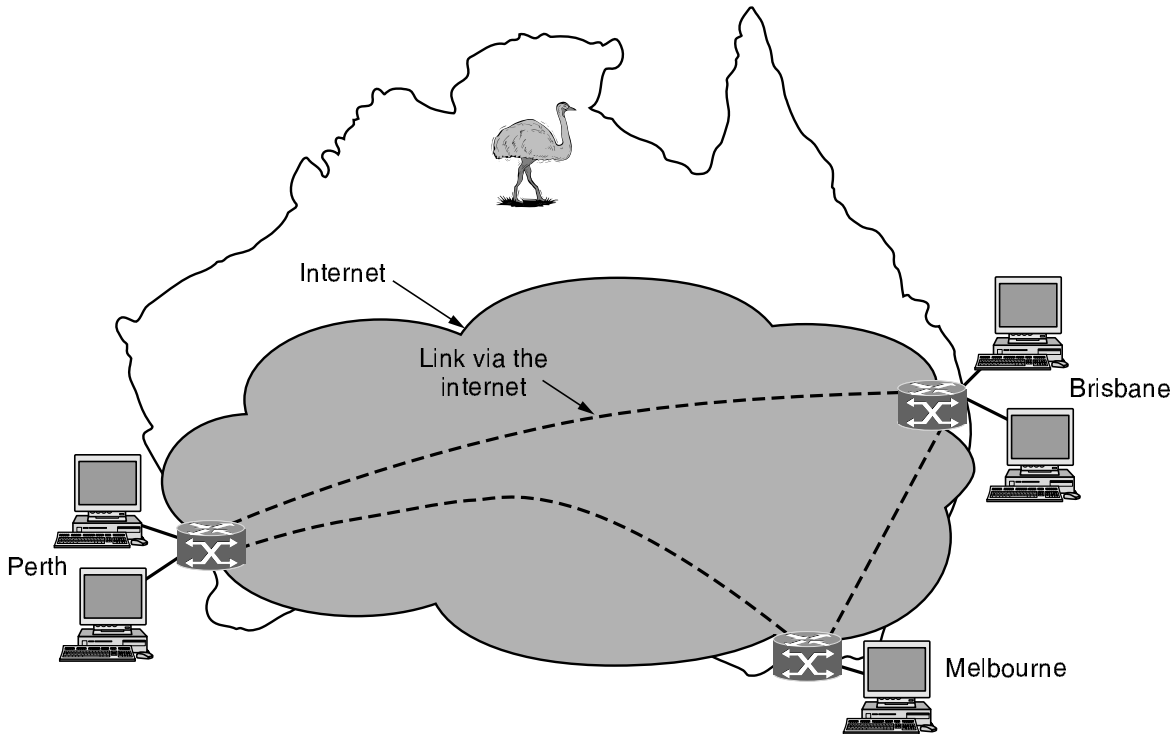 Internet
Link via the
internet
Brisbane
Perth
Melbourne